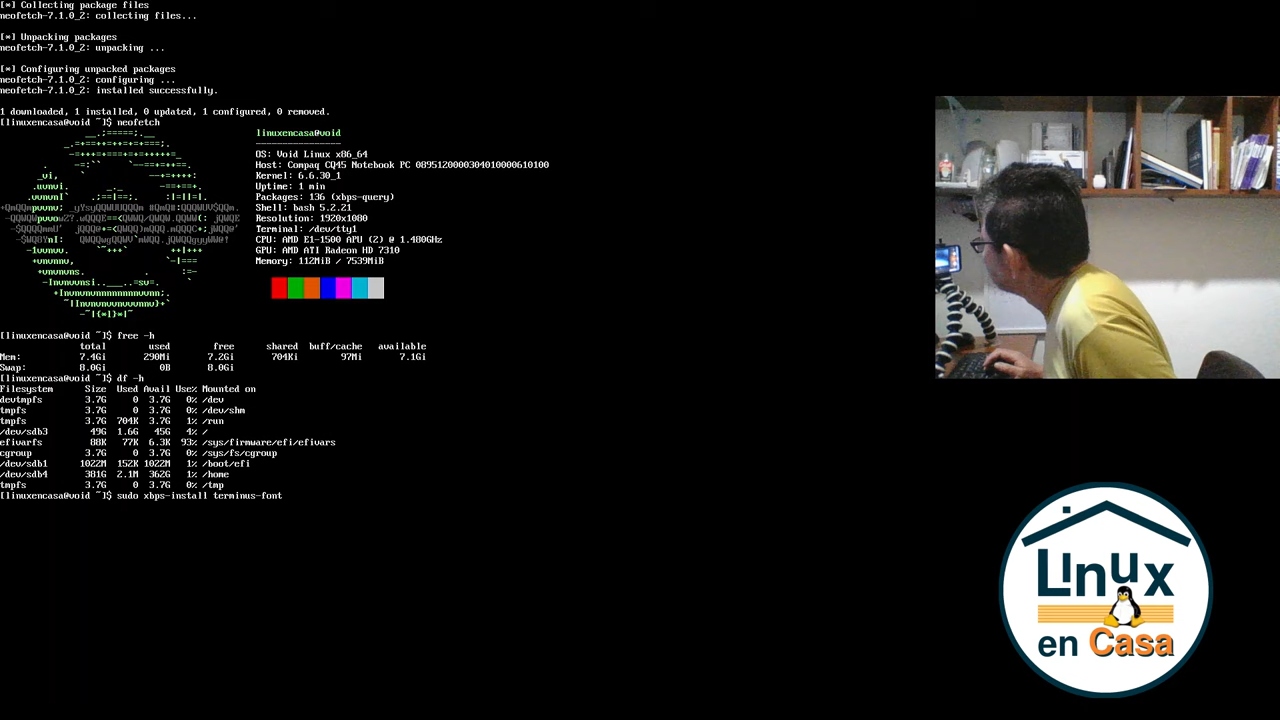 [*] Collecting package files
neofetch-7.1.0_2: collecting files...
[*] Unpacking packages
neofetch-7.1.0_2: unpacking ...
[*] Configuring unpacked packages
neofetch-7.1.0_2: configuring ...
neofetch-7.1.0_2: installed successfully.
1 downloaded, 1 installed, 0 updated, 1 configured, 0 removed.
[linuxencasa@void ~]$ neofetch
linuxencasa@void
----------------
OS: Void Linux x86_64
Host: Compaq CQ45 Notebook PC 0895120000304010000610100
Kernel: 6.6.30_1
Uptime: 1 min
Packages: 136 (xbps-query)
Shell: bash 5.2.21
Resolution: 1920x1080
Terminal: /dev/tty1
CPU: AMD E1-1500 APU (2) @ 1.480GHz
GPU: AMD ATI Radeon HD 7310
Memory: 112MiB / 7539MiB
[linuxencasa@void ~]$ free -h
total used free shared buff/cache available
Mem: 7.4Gi 290Mi 7.2Gi 704Ki 97Mi 7.1Gi
Swap: 8.0Gi 0B 8.0Gi
[linuxencasa@void ~]$ df -h
Filesystem Size Used Avail Use% Mounted on
devtmpfs 3.7G 0 3.7G 0% /dev
tmpfs 3.7G 0 3.7G 0% /dev/shm
tmpfs 3.7G 704K 3.7G 1% /run
/dev/sdb3 49G 1.6G 45G 4% /
efivarfs 88K 77K 6.3K 93% /sys/firmware/efi/efivars
cgroup 3.7G 0 3.7G 0% /sys/fs/cgroup
/dev/sdb1 1022M 152K 1022M 1% /boot/efi
/dev/sdb4 381G 2.1M 362G 1% /home
tmpfs 3.7G 0 3.7G 0% /tmp
[linuxencasa@void ~]$ sudo xbps-install terminus-font
Linux
en Casa